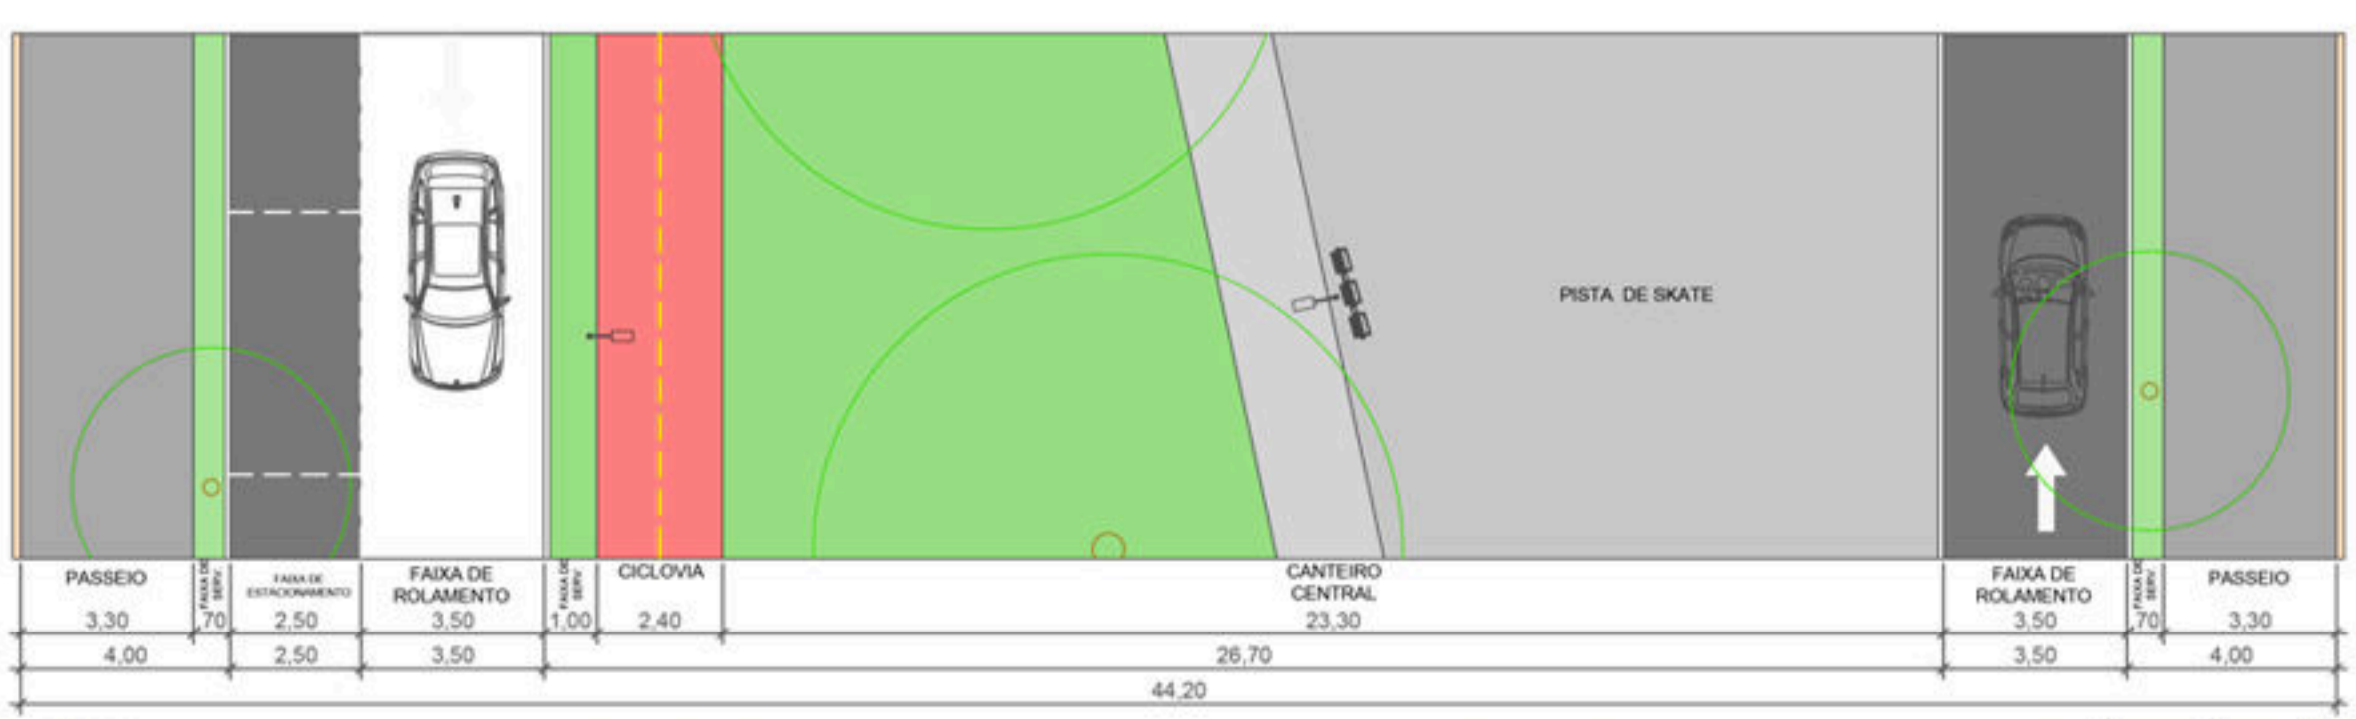 PISTA DE SKATE
PASSEIO
FAIXA DE
SERV.
FAIXA DE
ESTACIONAMENTO
FAIXA DE
ROLAMENTO
FAIXA DE
SERV.
CICLOVIA
CANTEIRO
CENTRAL
FAIXA DE
ROLAMENTO
FAIXA DE
SERV.
PASSEIO
3,30 ,70 2,50 3,50 1,00 2,40 23,30 3,50 ,70 3,30
4,00 2,50 3,50 26,70 3,50 4,00
44,20